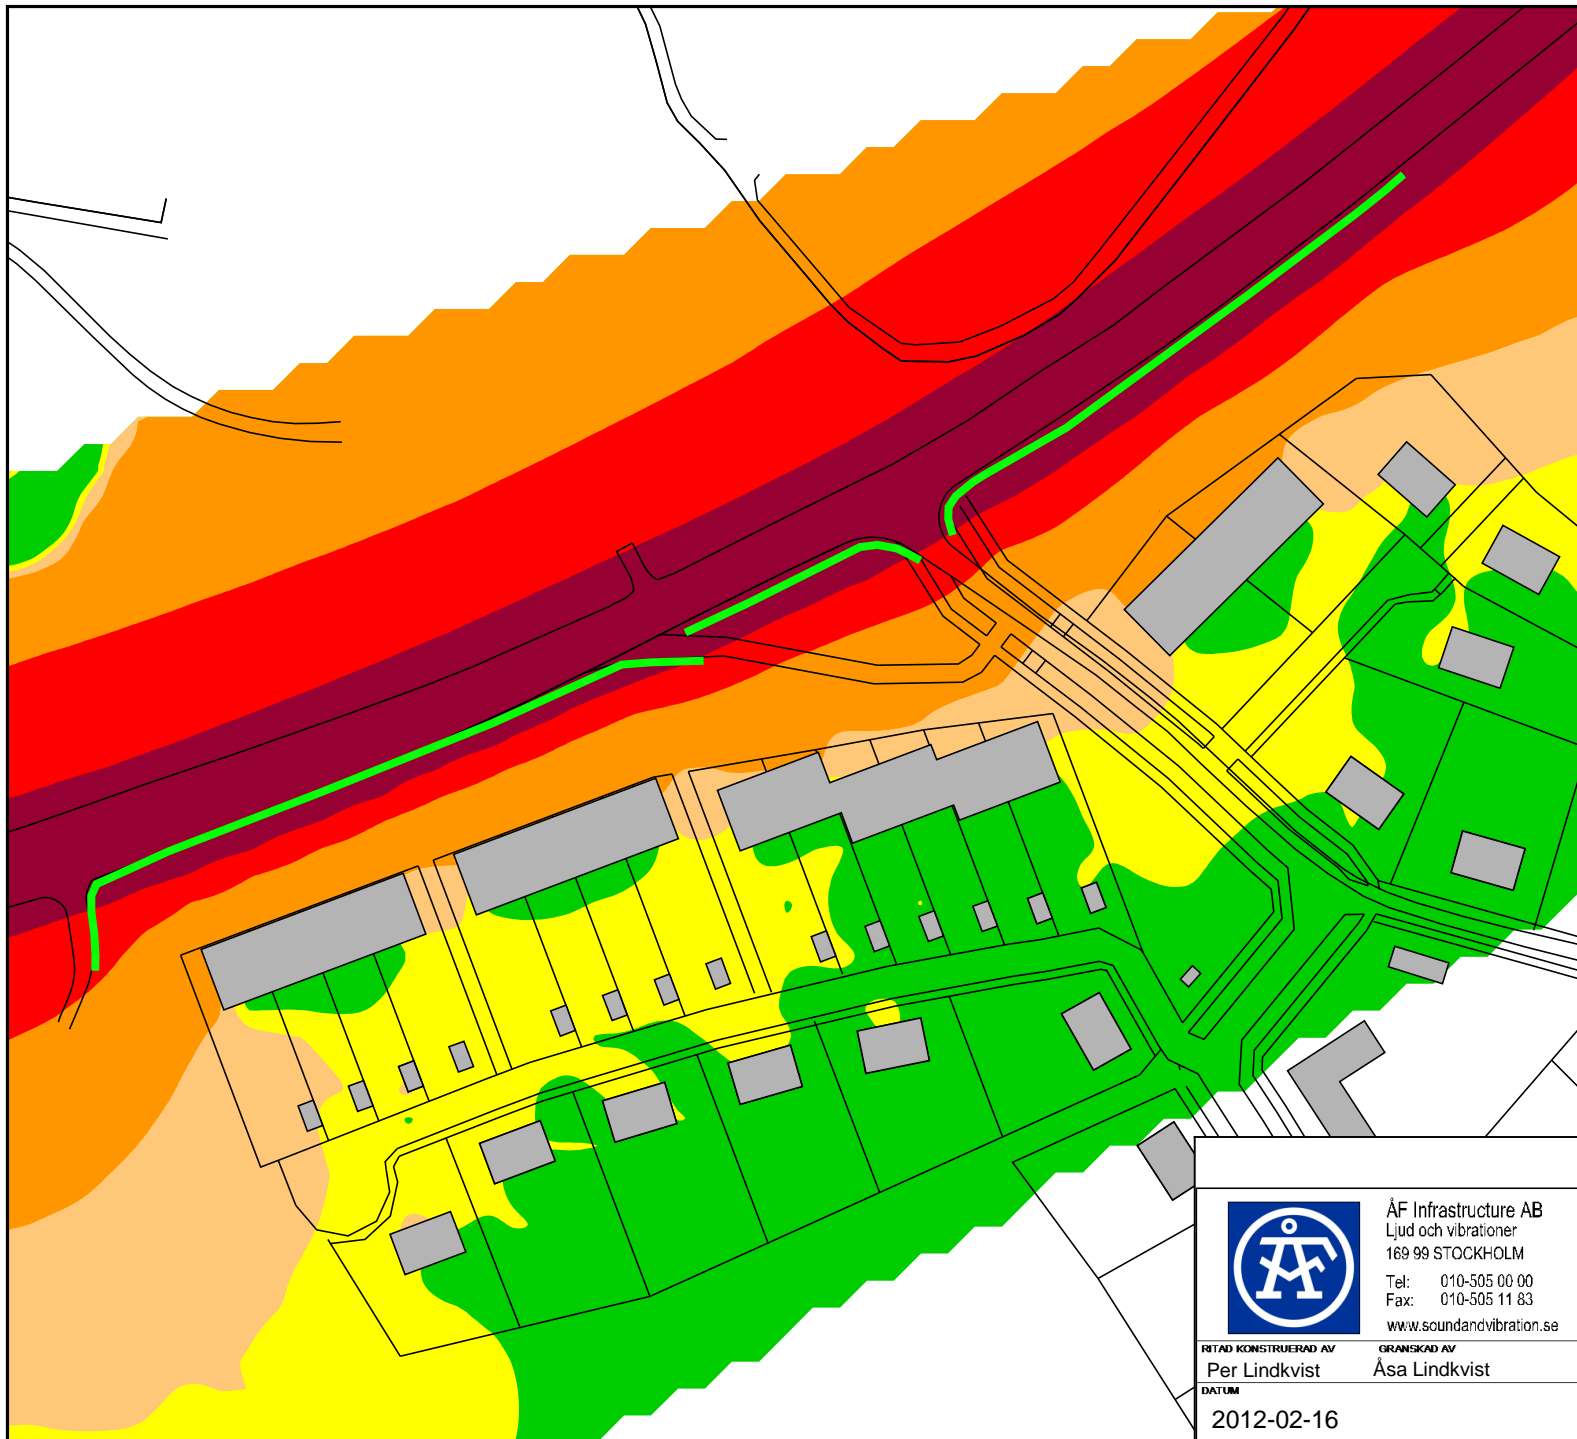 ÅF Infrastructure AB
Ljud och vibrationer
169 99 STOCKHOLM
Tel: 010-505 00 00
Fax: 010-505 11 83
www.soundandvibration.se
RITAD KONSTRUERAD AV GRANSKAD AV
Per Lindkvist Åsa Lindkvist
DATUM
2012-02-16
ÅF